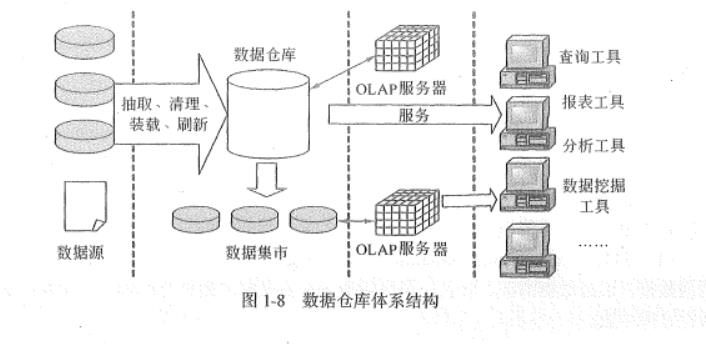 数据仓库
OLAP服务器
查询工具
抽取、清理、
装载、刷新
服务
报表工具
分析工具
数据挖掘
工具
数据源
数据集市
OLAP服务器
……
图 1-8 数据仓库体系结构